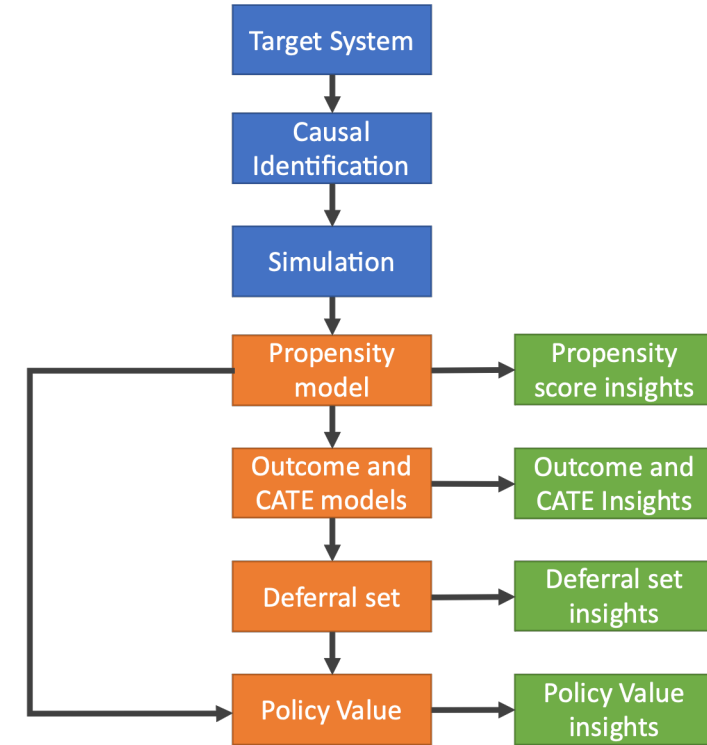 Target System
Causal
Identification
Simulation
Propensity
model
Propensity
score insights
Outcome and
CATE models
Outcome and
CATE Insights
Deferral set
Deferral set
insights
Policy Value
Policy Value
insights